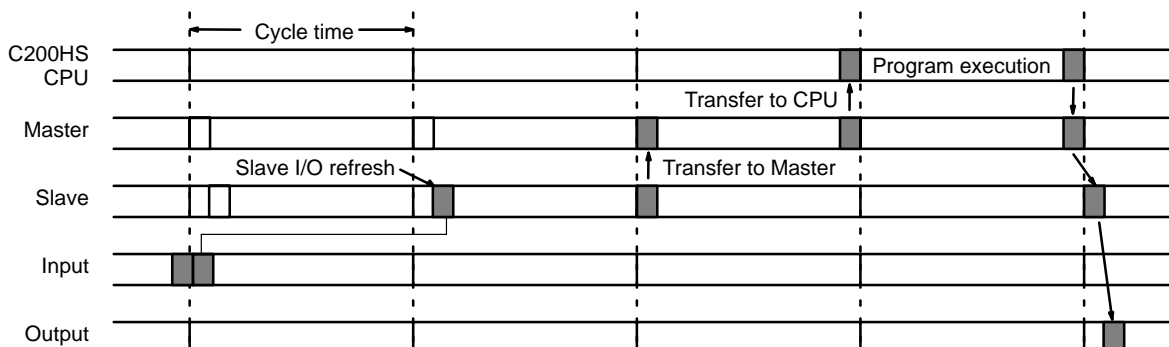 Cycle time
C200HS
CPU
Program execution
Transfer to CPU
Master
Slave I/O refresh
Transfer to Master
Slave
Input
Output